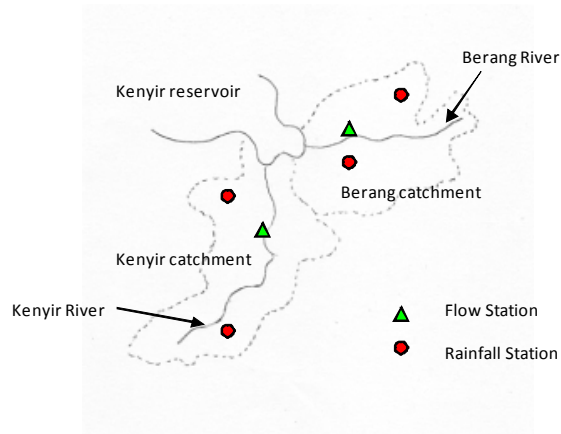 Berang River
Kenyir reservoir
Berang catchment
Kenyir catchment
Kenyir River
Flow Station
Rainfall Station